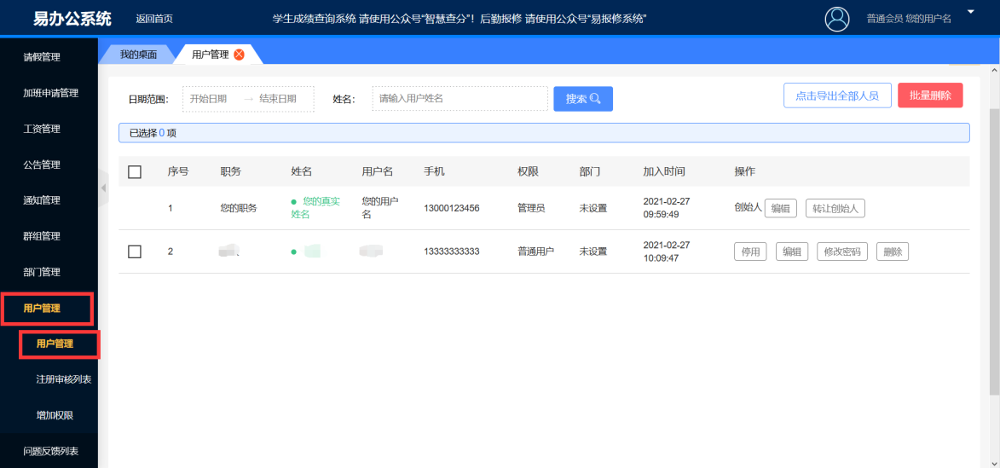 易办公系统
返回首页
学生成绩查询系统 请使用公众号"智慧查分"！后勤报修 请使用公众号"易报修系统"
普通会员 您的用户名
请假管理
加班申请管理
工资管理
公告管理
通知管理
群组管理
部门管理
用户管理
用户管理
注册审核列表
增加权限
问题反馈列表
我的桌面
用户管理
日期范围:
开始日期 → 结束日期
姓名:
请输入用户姓名
搜索
点击导出全部人员
批量删除
已选择 0 项
序号 职务 姓名 用户名 手机 权限 部门 加入时间 操作
1 您的职务 您的真实 您的用户 13000123456 管理员 未设置 2021-02-27 创始人 编辑 转让创始人
姓名 名 09:59:49
2 13333333333 普通用户 未设置 2021-02-27 停用 编辑 修改密码 删除
10:09:47